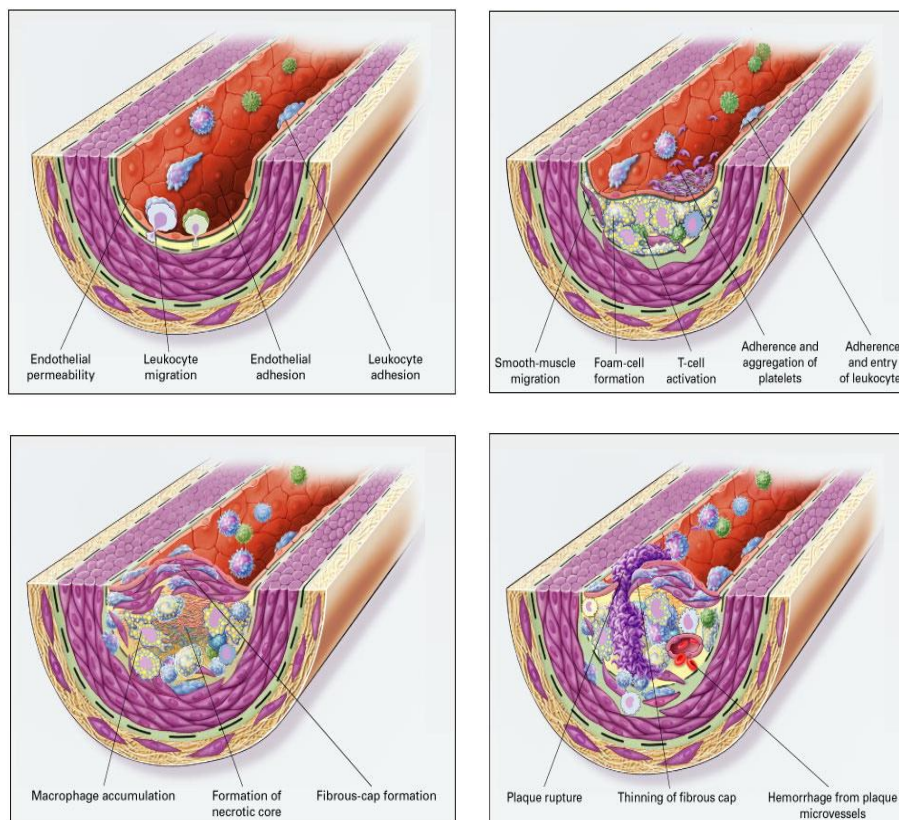 Endothelial
permeability
Leukocyte
migration
Endothelial
adhesion
Leukocyte
adhesion
Smooth-muscle
migration
Foam-cell
formation
T-cell
activation
Adherence and
aggregation of
platelets
Adherence
and entry
of leukocyte
Macrophage accumulation
Formation of
necrotic core
Fibrous-cap formation
Plaque rupture
Thinning of fibrous cap
Hemorrhage from plaque
microvessels